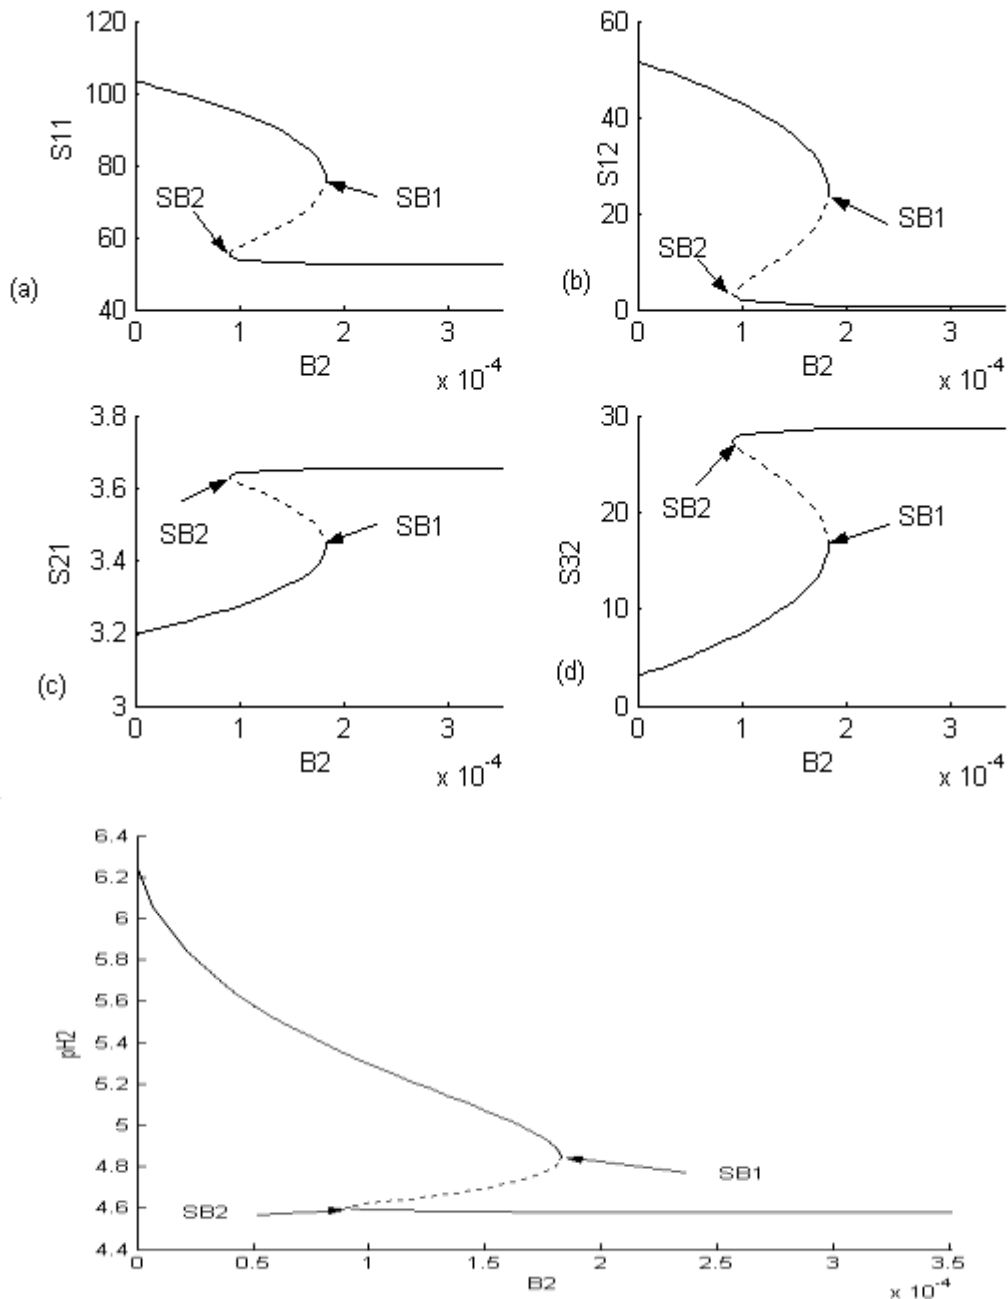 120
100
80
60
40
S11
SB2
SB1
(a)
0
1
2
3
B2
x 10-4
60
40
20
0
S12
SB2
SB1
(b)
0
1
2
3
B2
x 10-4
3.8
3.6
3.4
3.2
3
S21
SB2
SB1
(c)
0
1
2
3
B2
x 10-4
30
20
10
0
S32
SB2
SB1
(d)
0
1
2
3
B2
x 10-4
6.4
6.2
6
5.8
5.6
5.4
5.2
5
4.8
4.6
4.4
pH2
SB1
SB2
0
0.5
1
1.5
2
2.5
3
3.5
B2
x 10-4